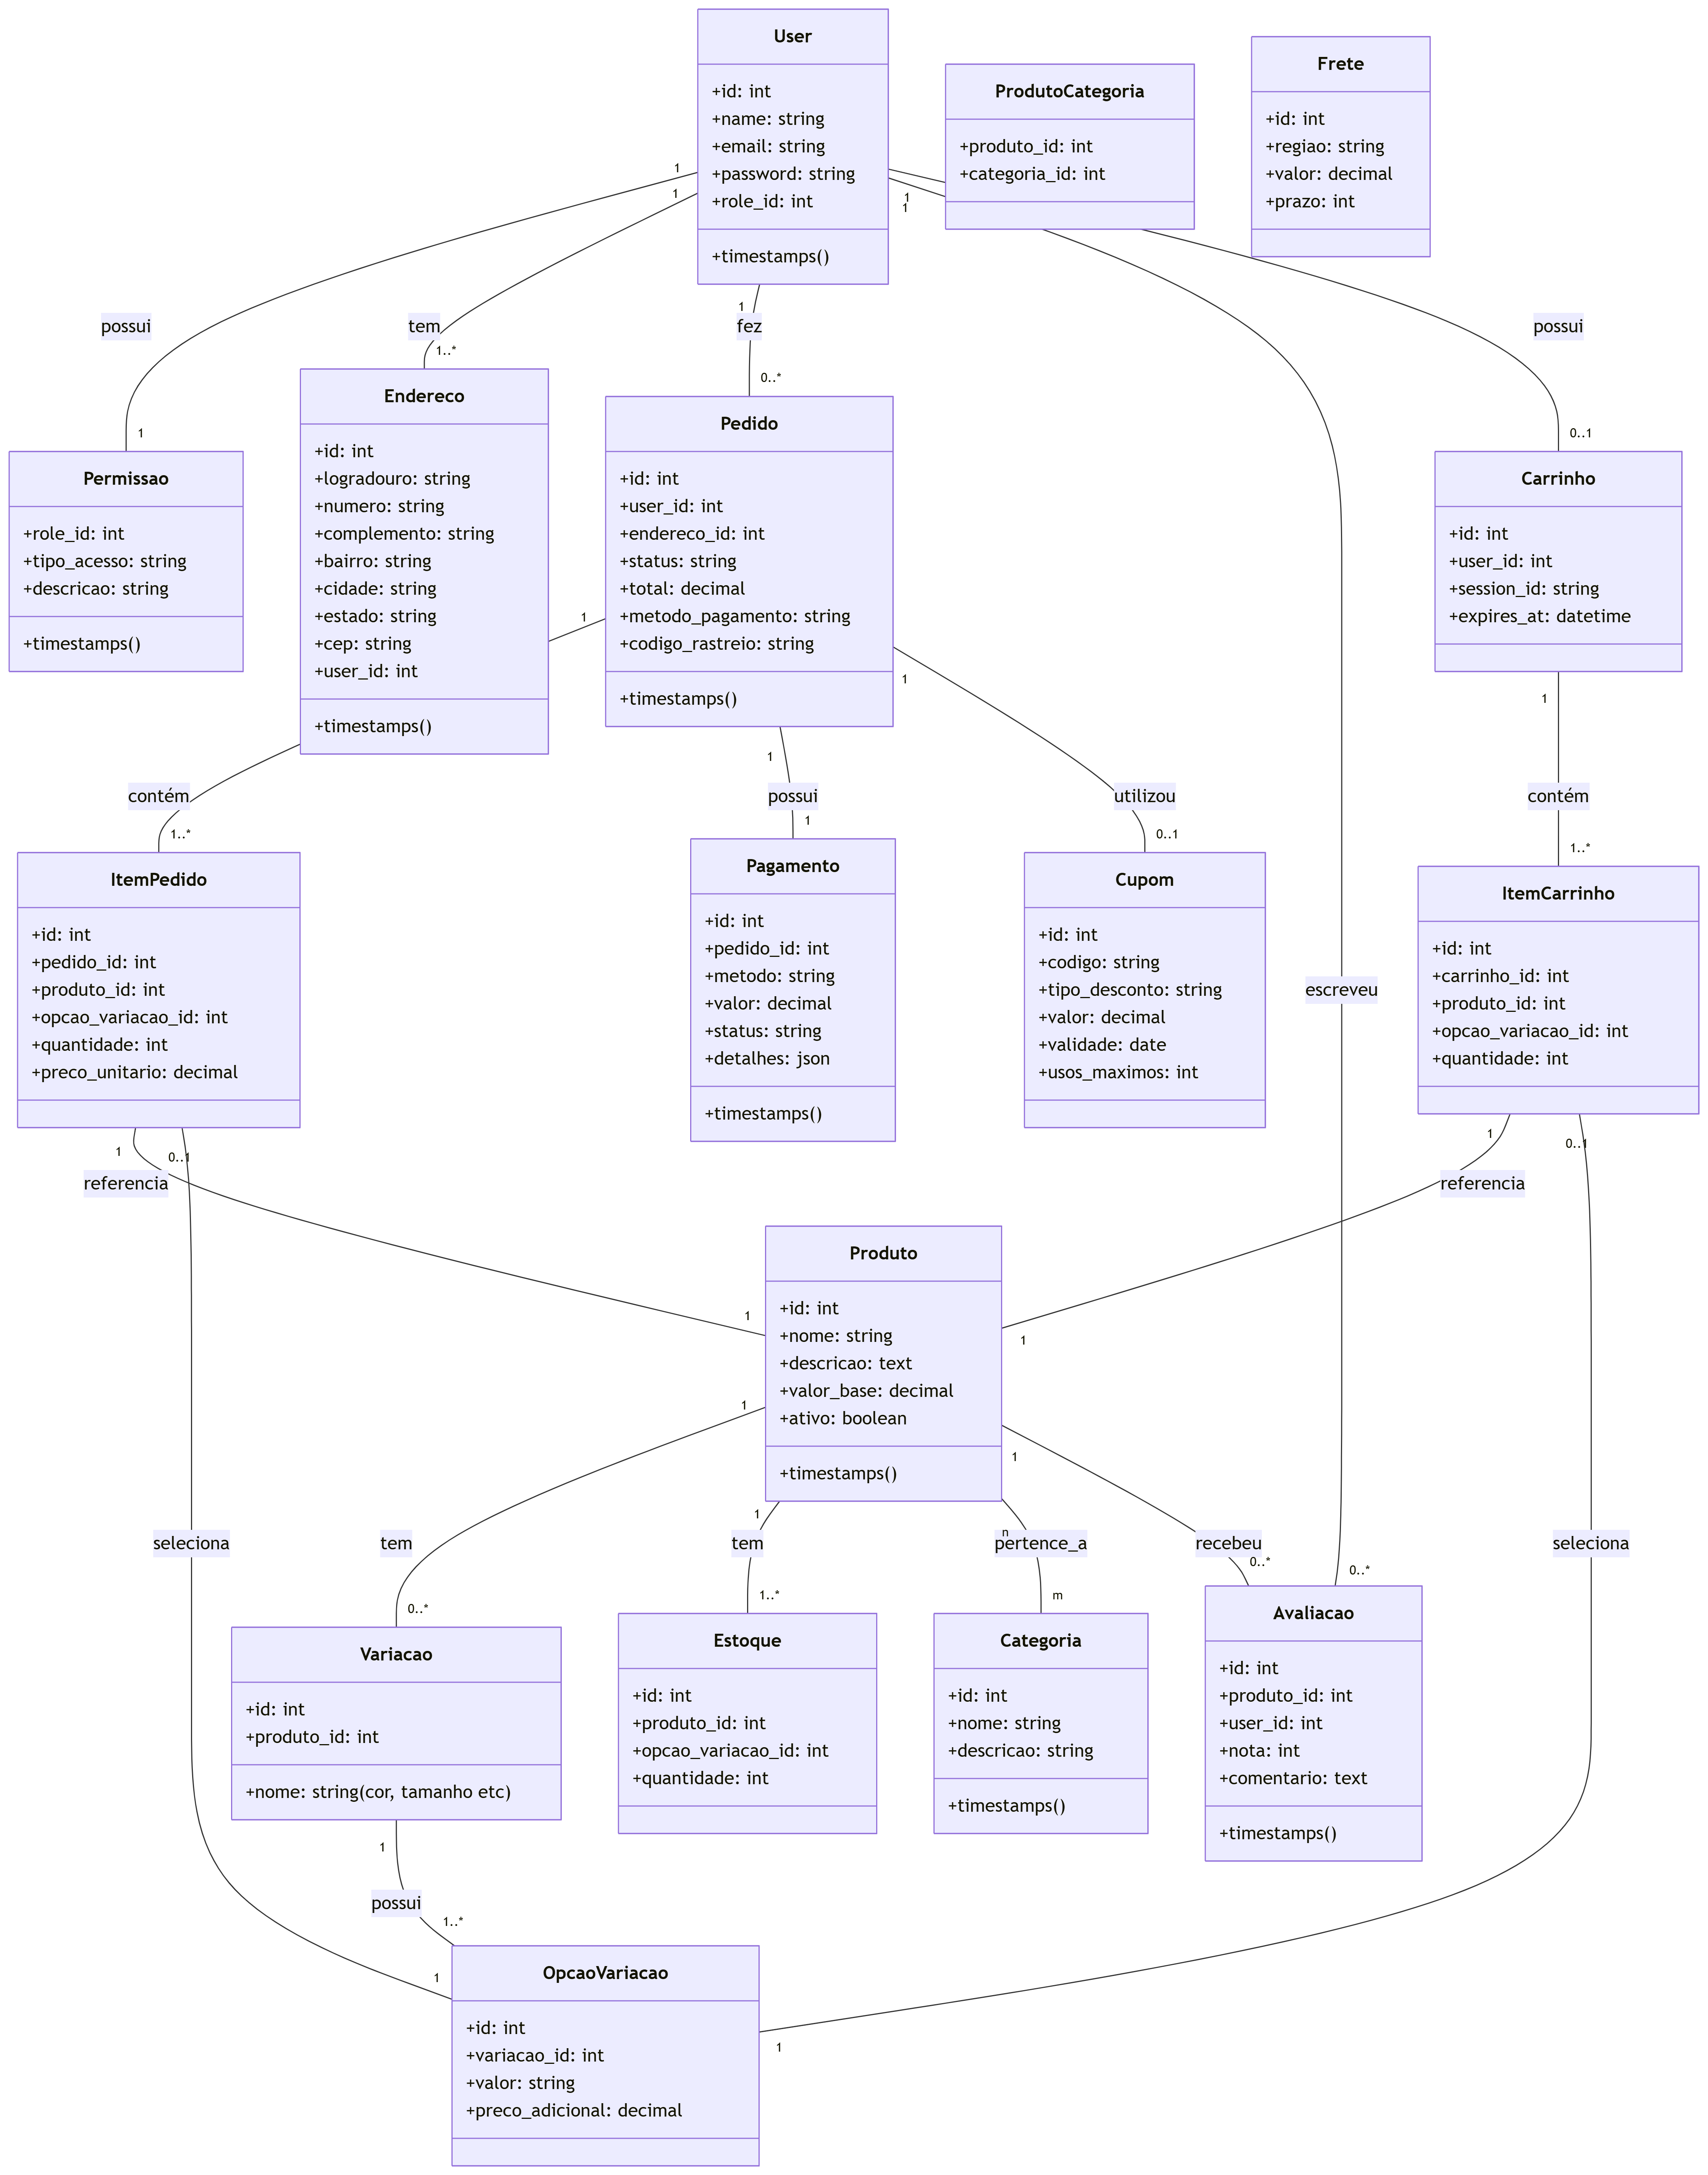 User
+id: int
+name: string
+email: string
+password: string
+role_id: int
+timestamps()
ProdutoCategoria
+produto_id: int
+categoria_id: int
Frete
+id: int
+regiao: string
+valor: decimal
+prazo: int
1
1
1
1
1
possui
tem
fez
possui
1
1..*
0..*
0..1
Permissao
+role_id: int
+tipo_acesso: string
+descricao: string
+timestamps()
Endereco
+id: int
+logradouro: string
+numero: string
+complemento: string
+bairro: string
+cidade: string
+estado: string
+cep: string
+user_id: int
+timestamps()
Pedido
+id: int
+user_id: int
+endereco_id: int
+status: string
+total: decimal
+metodo_pagamento: string
+codigo_rastreio: string
+timestamps()
Carrinho
+id: int
+user_id: int
+session_id: string
+expires_at: datetime
1
1
1
1
contém
possui
utilizou
contém
1..*
1
0..1
1..*
ItemPedido
+id: int
+pedido_id: int
+produto_id: int
+opcao_variacao_id: int
+quantidade: int
+preco_unitario: decimal
Pagamento
+id: int
+pedido_id: int
+metodo: string
+valor: decimal
+status: string
+detalhes: json
+timestamps()
Cupom
+id: int
+codigo: string
+tipo_desconto: string
+valor: decimal
+validade: date
+usos_maximos: int
escreveu
ItemCarrinho
+id: int
+carrinho_id: int
+produto_id: int
+opcao_variacao_id: int
+quantidade: int
1
0..1
1
0..1
referencia
referencia
1
1
Produto
+id: int
+nome: string
+descricao: text
+valor_base: decimal
+ativo: boolean
+timestamps()
1
1
n
1
seleciona
tem
tem
pertence_a
recebeu
seleciona
0..*
1..*
m
0..*
0..*
Variacao
+id: int
+produto_id: int
+nome: string(cor, tamanho etc)
Estoque
+id: int
+produto_id: int
+opcao_variacao_id: int
+quantidade: int
Categoria
+id: int
+nome: string
+descricao: string
+timestamps()
Avaliacao
+id: int
+produto_id: int
+user_id: int
+nota: int
+comentario: text
+timestamps()
1
possui
1..*
1
1
OpcaoVariacao
+id: int
+variacao_id: int
+valor: string
+preco_adicional: decimal